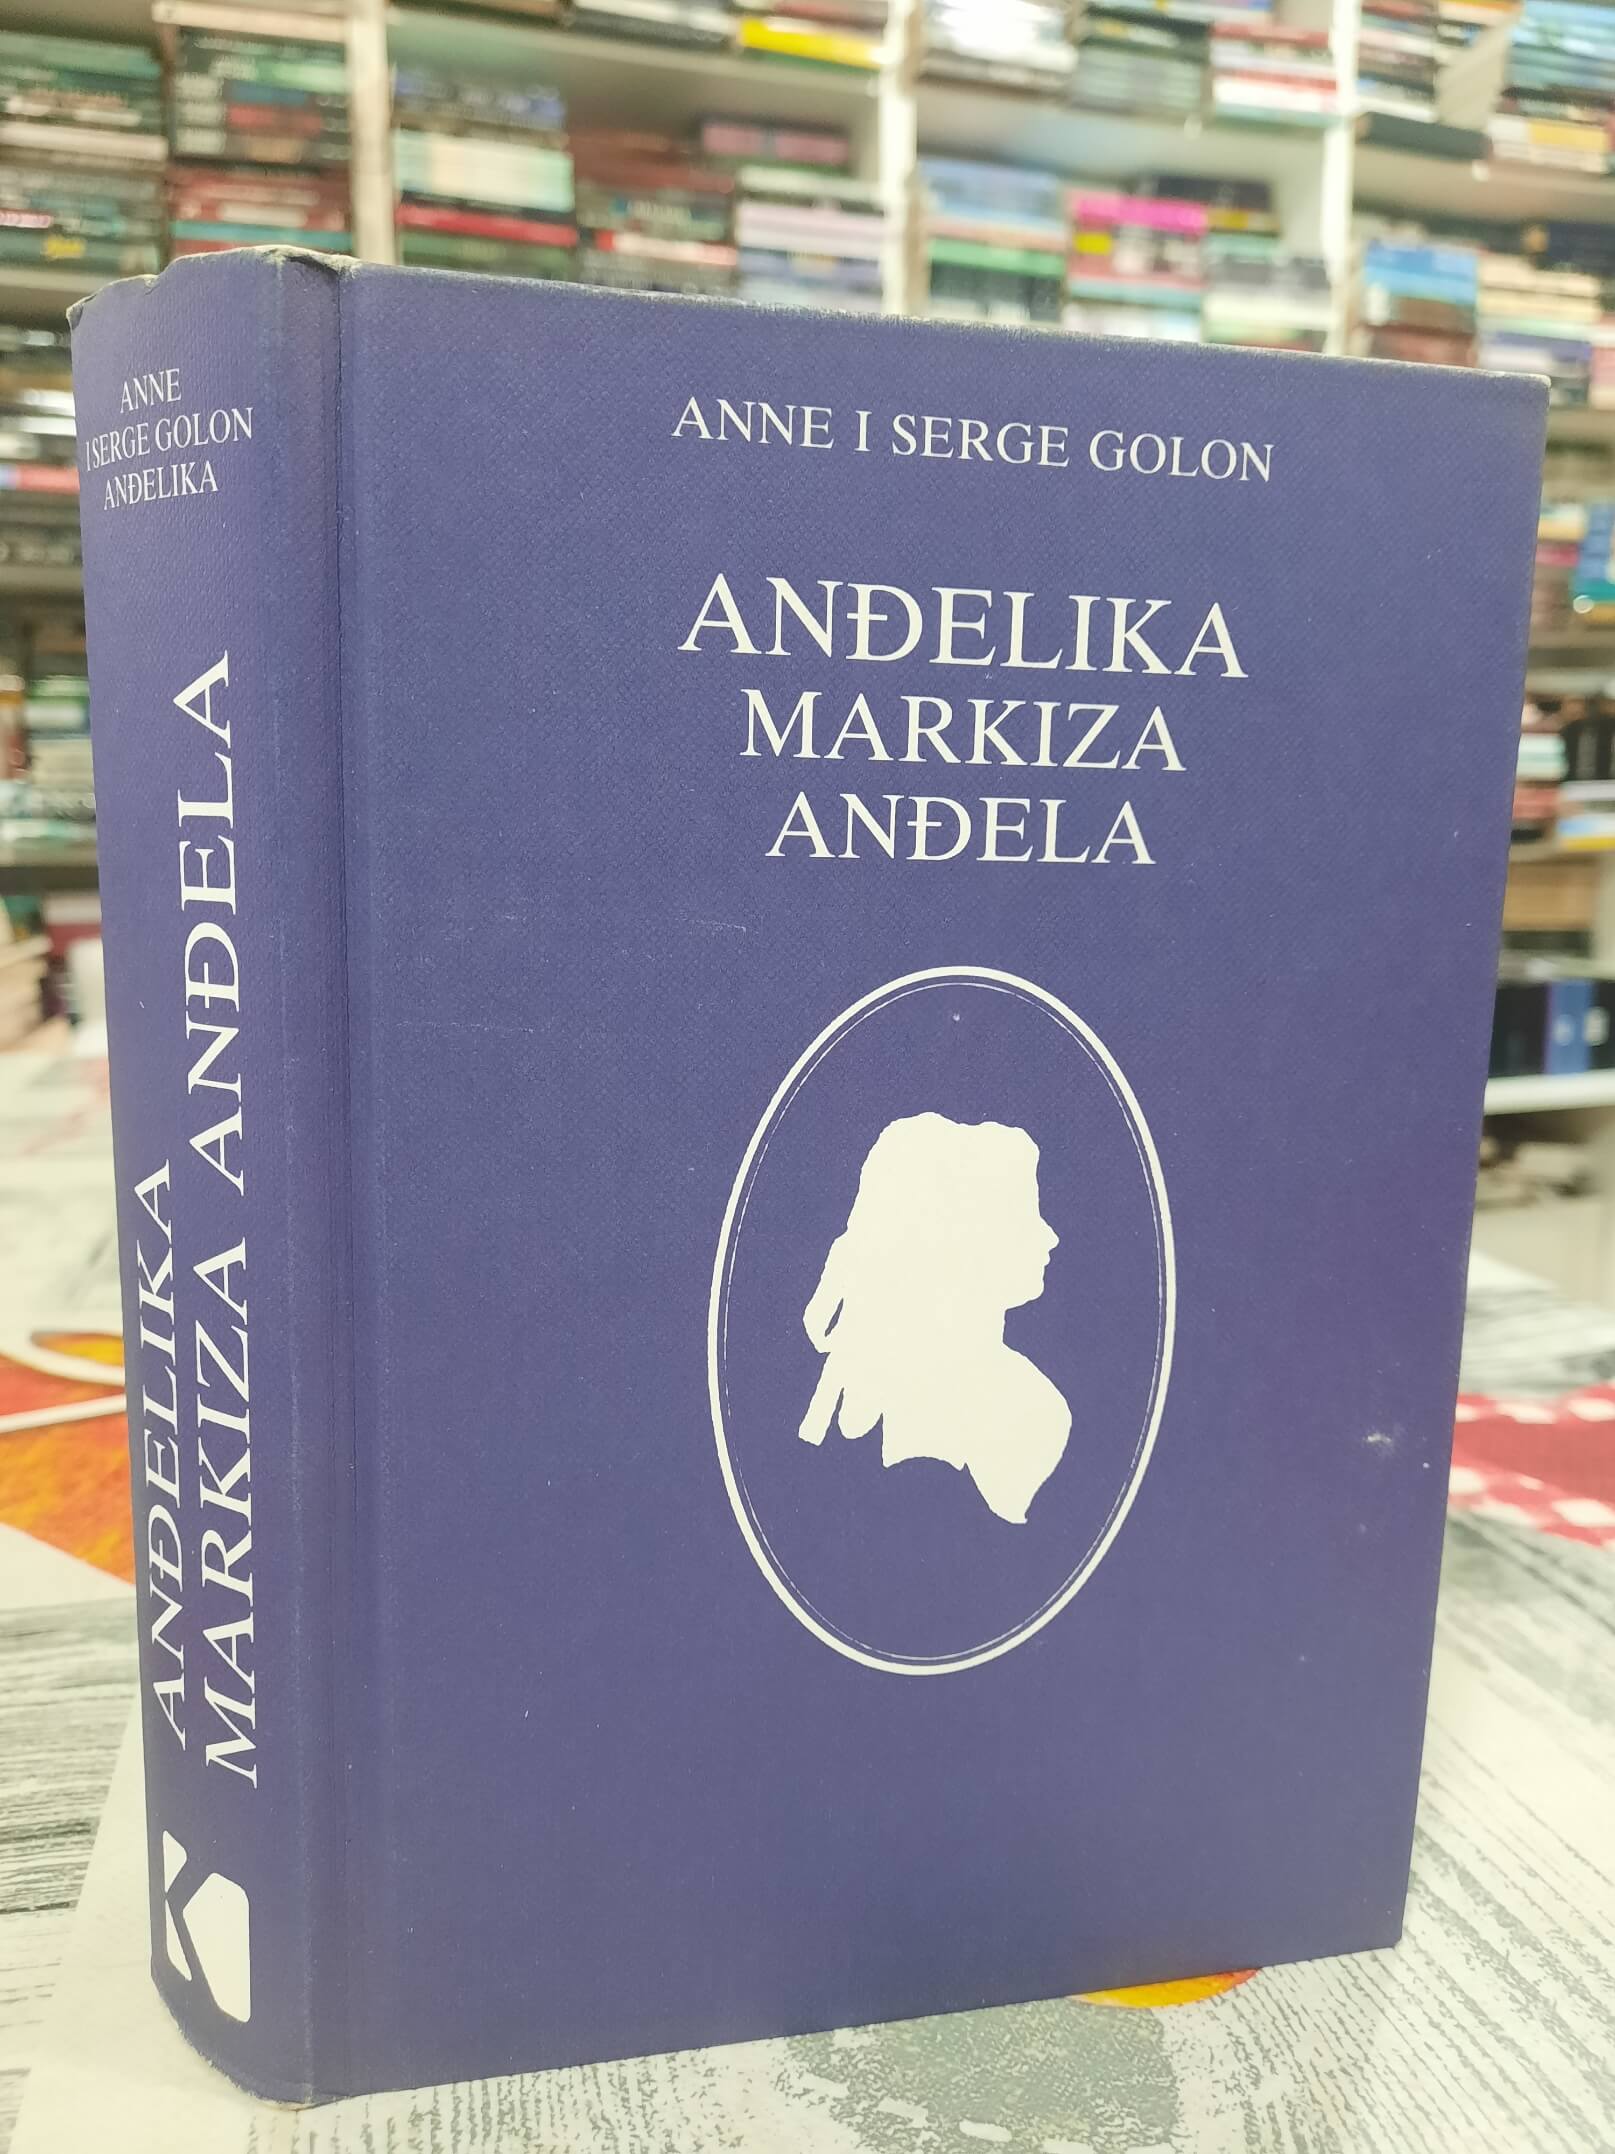 ANNE
I SERGE GOLON
ANĐELIKA
ANĐELIKA
MARKIZA ANĐELA
ANNE I SERGE GOLON
ANĐELIKA
MARKIZA
ANĐELA